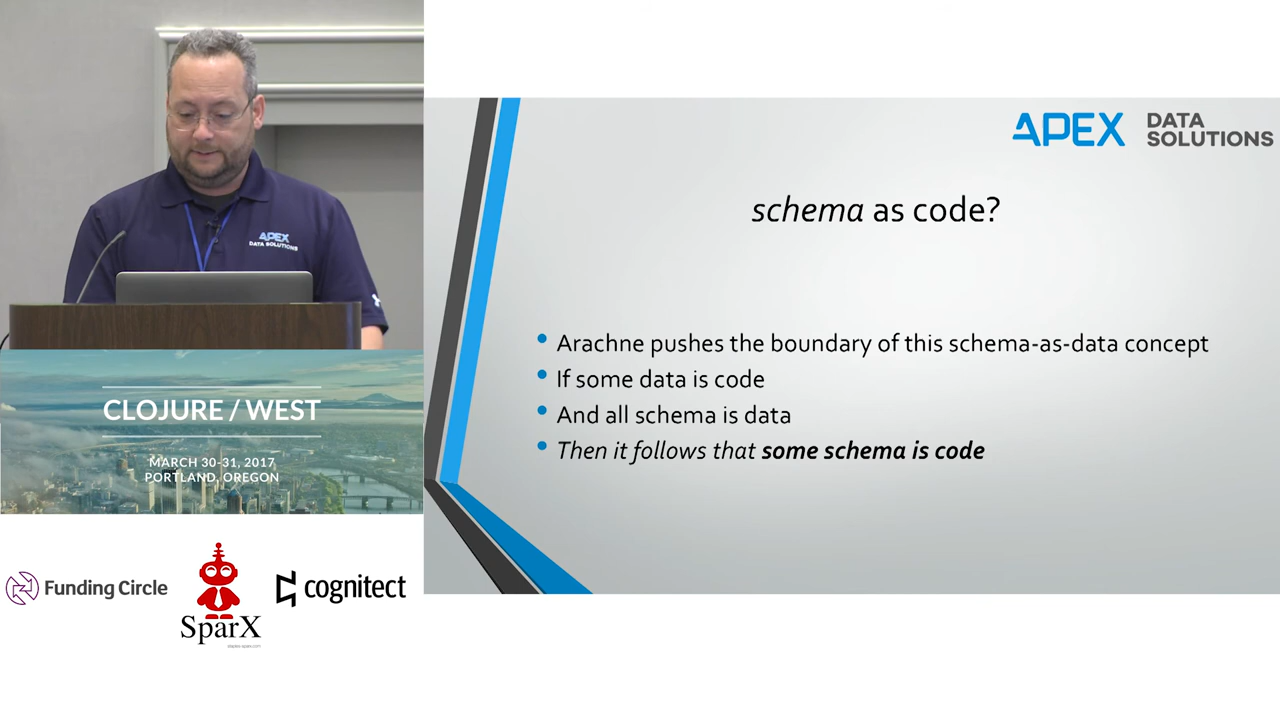 APEX
DATA SOLUTIONS
CLOJURE / WEST
MARCH 30-31, 2017
PORTLAND, OREGON
Funding Circle
SparX
cognitect
APEX DATA
SOLUTIONS
schema as code?
• Arachne pushes the boundary of this schema-as-data concept
• If some data is code
• And all schema is data
• Then it follows that some schema is code